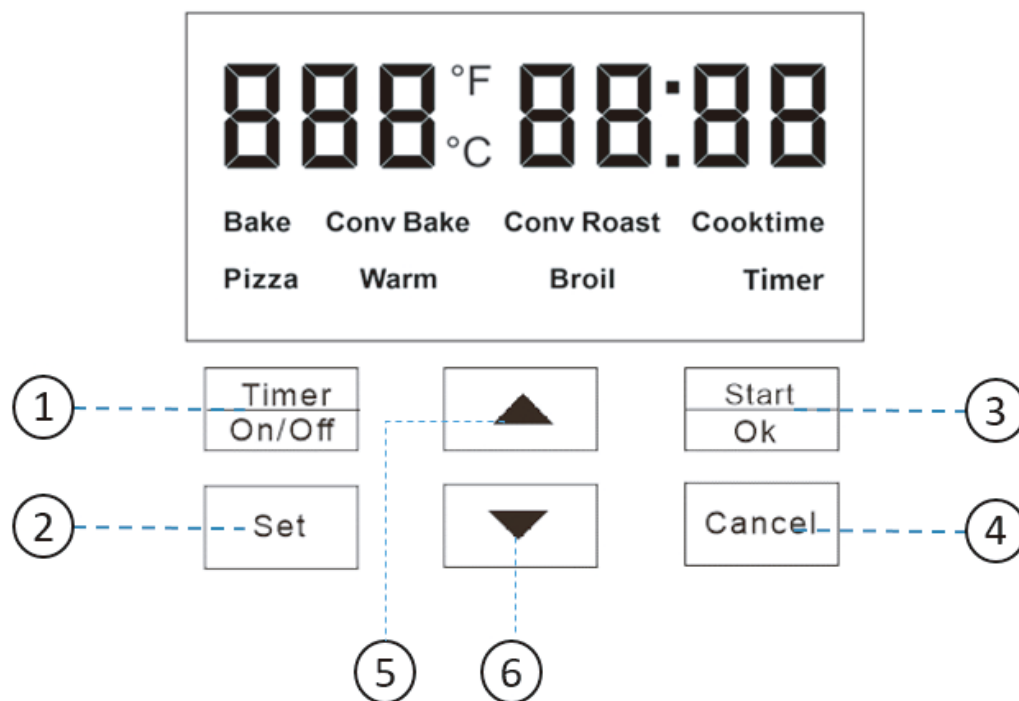 888 °F 88:88
°C
Bake Conv Bake Conv Roast Cooktime
Pizza Warm Broil Timer
1 Timer Start 3
On/Off Ok
2 Set Cancel 4
5 6